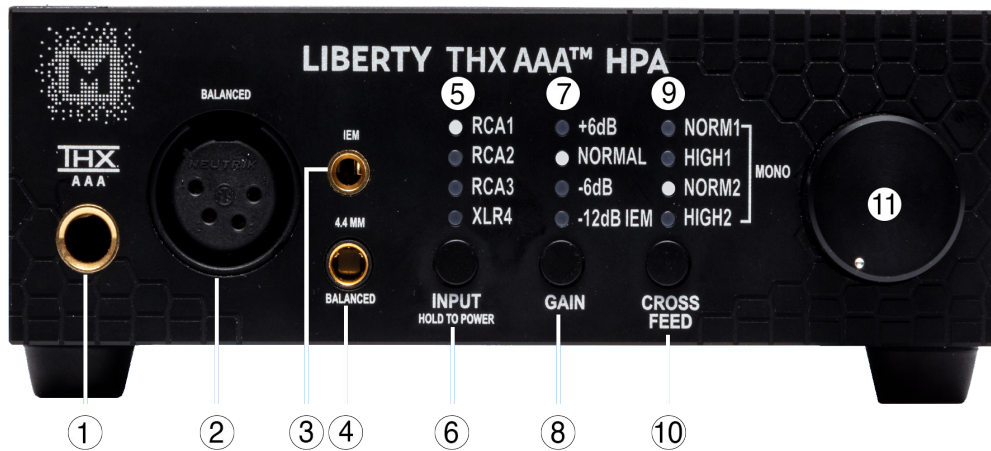 LIBERTY THX AAA™ HPA
M
BALANCED
THX
AAA
NEUTRIK
IEM
4.4 MM
BALANCED
5
RCA1
RCA2
RCA3
XLR4
INPUT
HOLD TO POWER
7
+6dB
NORMAL
-6dB
-12dB IEM
GAIN
9
NORM1
HIGH1
NORM2
HIGH2
MONO
CROSS
FEED
11
1 2 3 4 6 8 10